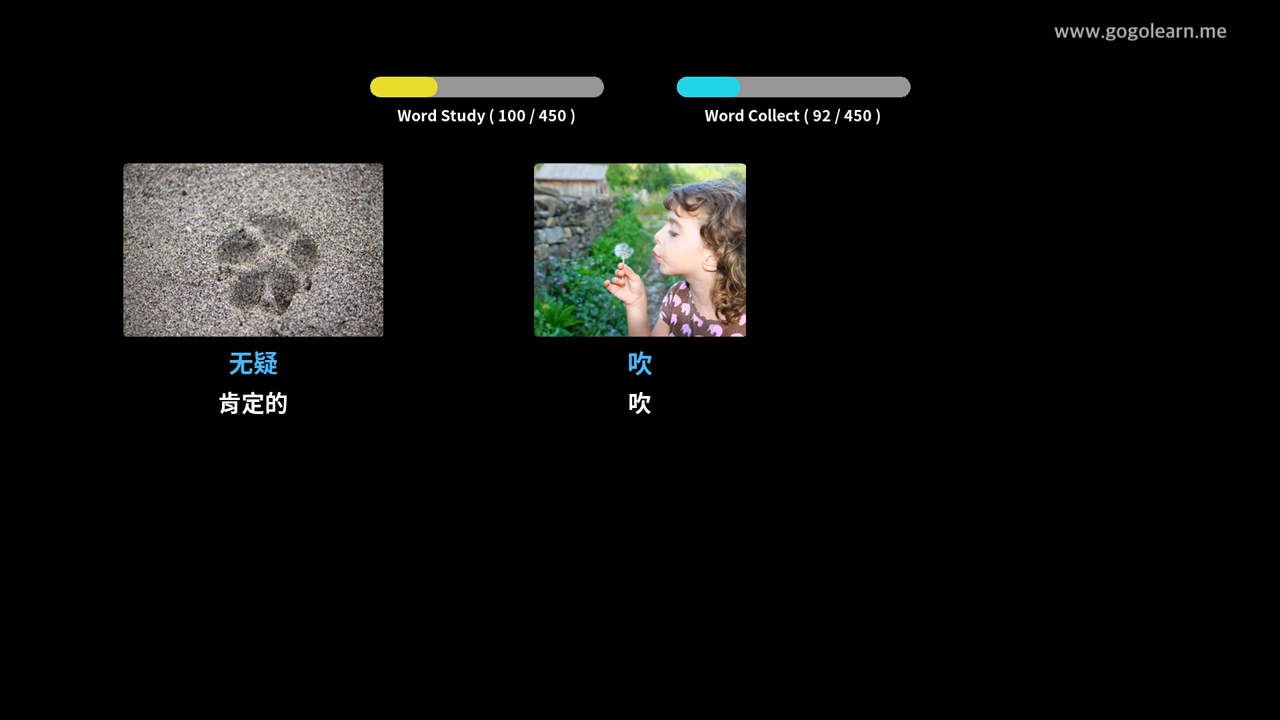 www.gogolearn.me
Word Study ( 100 / 450 )
Word Collect ( 92 / 450 )
无疑
肯定的
吹
吹